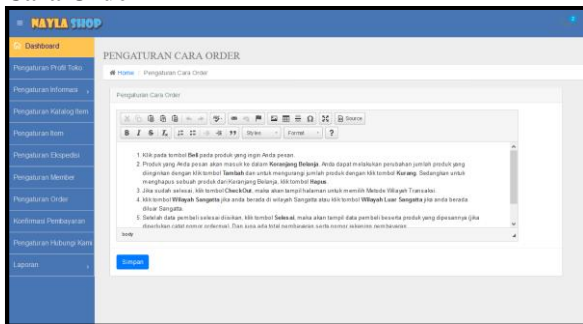 NAYLA SHOP
Dashboard
Pengaturan Profil Toko
Pengaturan Informasi
Pengaturan Katalog Item
Pengaturan Item
Pengaturan Ekspedisi
Pengaturan Member
Pengaturan Order
Konfirmasi Pembayaran
Pengaturan Hubungi Kami
Laporan
PENGATURAN CARA ORDER
Home / Pengaturan Cara Order
Pengaturan Cara Order
Source
B I S Ix Styles Format ?
1. Klik pada tombol Beli pada produk yang ingin Anda pesan.
2. Produk yang Anda pesan akan masuk ke dalam Keranjang Belanja. Anda dapat melakukan perubahan jumlah produk yang
diinginkan dengan klik tombol Tambah dan untuk mengurangi jumlah produk dengan klik tombol Kurang. Sedangkan untuk
menghapus sebuah produk dari Keranjang Belanja, klik tombol Hapus.
3. Jika sudah selesai, klik tombol CheckOut, maka akan tampil halaman untuk memilih Metode Wilayah Transaksi.
4. klik tombol Wilayah Sangatta jika anda berada di wilayah Sangatta atau klik tombol Wilayah Luar Sangatta jika anda berada
diluar Sangatta.
5. Setelah data pembeli selesai diisikan, klik tombol Selesai, maka akan tampil data pembeli beserta produk yang dipesannya (jika
body
Simpan